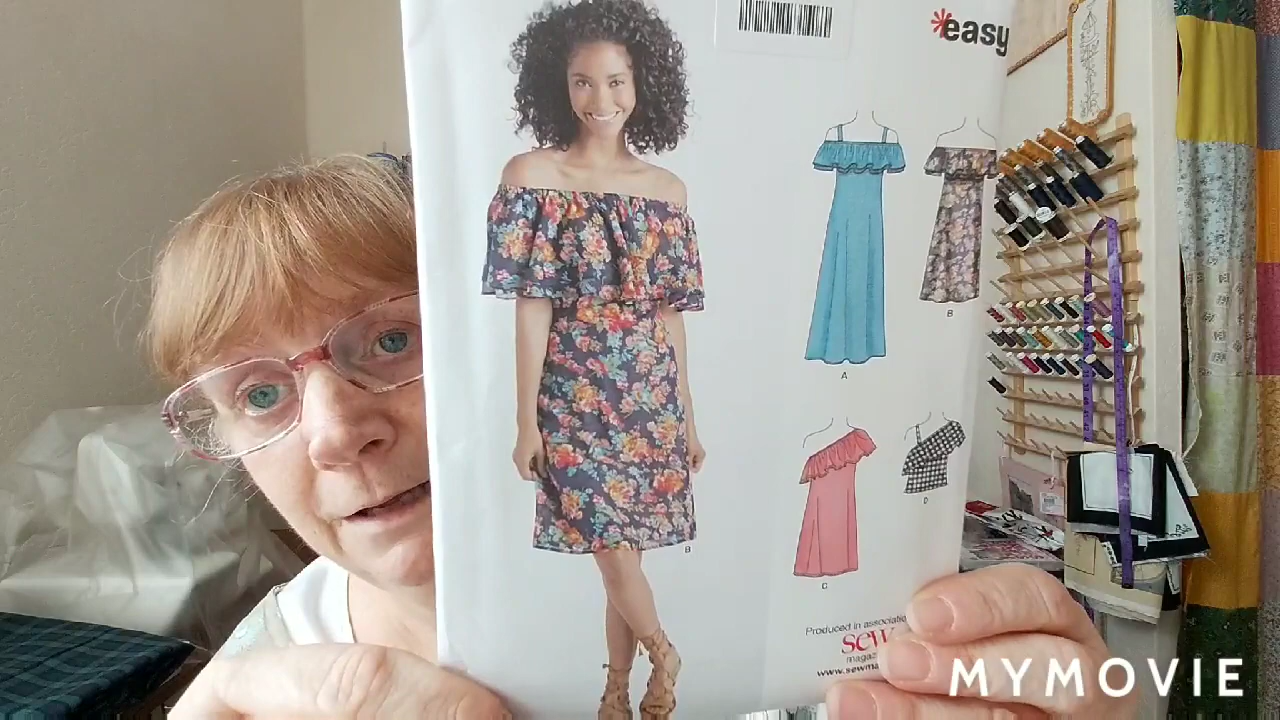 *easy
A
B
B
C
D
Produced in associatio
sew
magaz
www.sewma
MYMOVIE